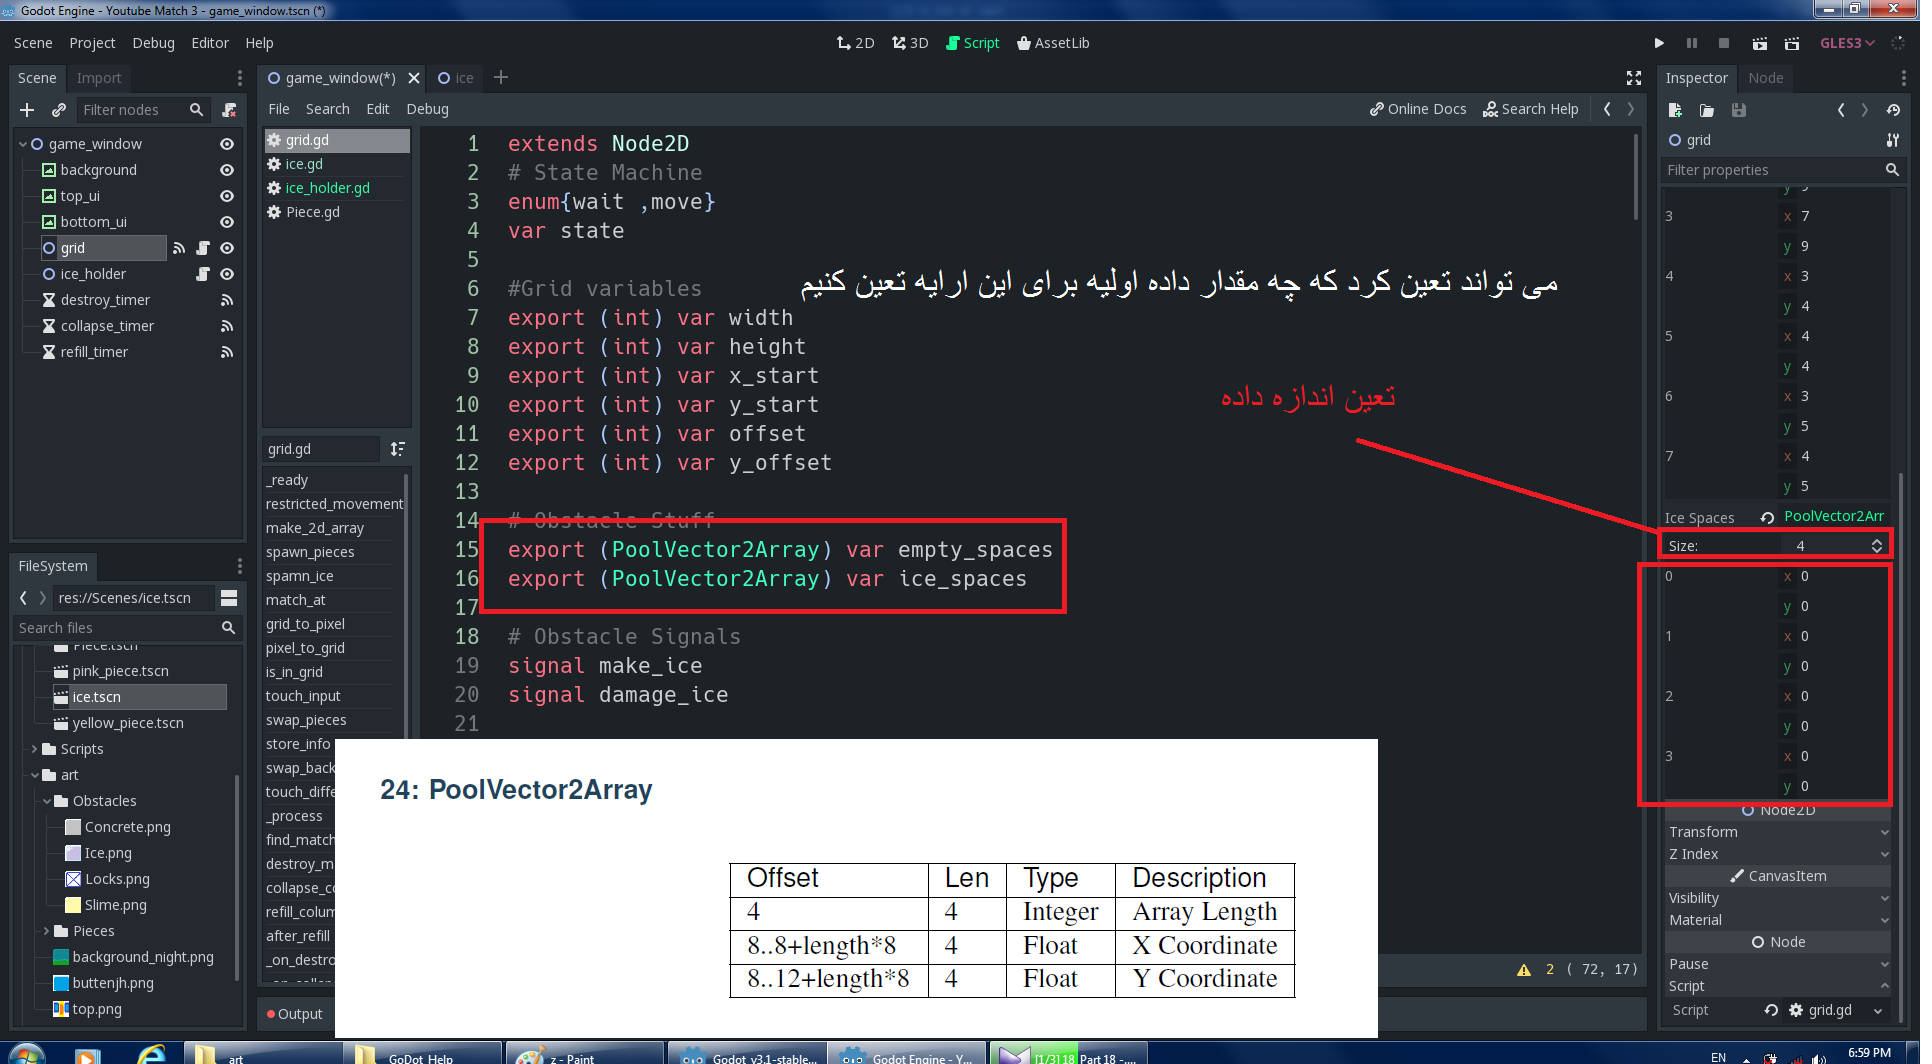 Godot Engine - Youtube Match 3 - game_window.tscn (*)
Scene Project Debug Editor Help
2D 3D Script AssetLib
GLES3
Scene Import
Filter nodes
game_window
background
top_ui
bottom_ui
grid
ice_holder
destroy_timer
collapse_timer
refill_timer
FileSystem
res://Scenes/ice.tscn
Search files
Piece.tscn
pink_piece.tscn
ice.tscn
yellow_piece.tscn
Scripts
art
Obstacles
Concrete.png
Ice.png
Locks.png
Slime.png
Pieces
background_night.png
buttenjh.png
top.png
game_window(*) ice
File Search Edit Debug
Online Docs Search Help
grid.gd
ice.gd
ice_holder.gd
Piece.gd
grid.gd
_ready
restricted_movement
make_2d_array
spawn_pieces
spamn_ice
match_at
grid_to_pixel
pixel_to_grid
is_in_grid
touch_input
swap_pieces
store_info
swap_back
touch_diffe
_process
find_match
destroy_m
collapse_co
refill_colum
after_refill
_on_destro
_on_collap
Output
1 extends Node2D
2 # State Machine
3 enum{wait ,move}
4 var state
5
6 #Grid variables
می تواند تعین کرد که چه مقدار داده اولیه برای این ارایه تعین کنیم
7 export (int) var width
8 export (int) var height
9 export (int) var x_start
تعین اندازه داده
10 export (int) var y_start
11 export (int) var offset
12 export (int) var y_offset
13
14 # Obstacle Stuff
15 export (PoolVector2Array) var empty_spaces
16 export (PoolVector2Array) var ice_spaces
17
18 # Obstacle Signals
19 signal make_ice
20 signal damage_ice
21
24: PoolVector2Array
Offset Len Type Description
4 4 Integer Array Length
8..8+length*8 4 Float X Coordinate
8..12+length*8 4 Float Y Coordinate
2 ( 72, 17)
Inspector Node
grid
Filter properties
y 9
3 x 7
y 9
4 x 3
y 4
5 x 4
y 4
6 x 3
y 5
7 x 4
y 5
Ice Spaces PoolVector2Arr
Size: 4
0 x 0
y 0
1 x 0
y 0
2 x 0
y 0
3 x 0
y 0
Node2D
Transform
Z Index
CanvasItem
Visibility
Material
Node
Pause
Script
Script grid.gd
art
GoDot Help
z - Paint
Godot_v3.1-stable...
Godot Engine - Y...
[1/3]18 Part 18 -....
EN
6:59 PM